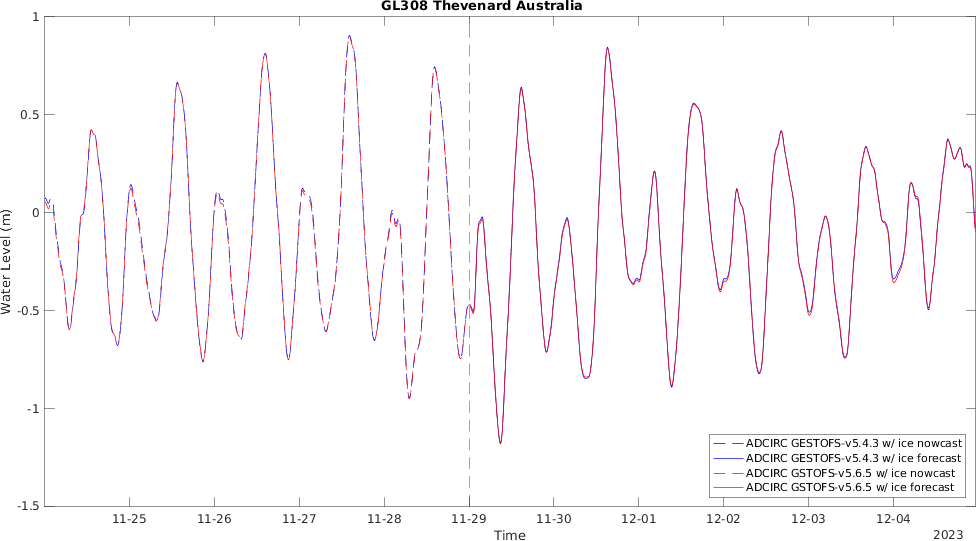 GL308 Thevenard Australia
1
0.5
0
-0.5
-1
-1.5
Water Level (m)
11-25 11-26 11-27 11-28 11-29 11-30 12-01 12-02 12-03 12-04
Time
2023
ADCIRC GESTOFS-v5.4.3 w/ ice nowcast
ADCIRC GESTOFS-v5.4.3 w/ ice forecast
ADCIRC GSTOFS-v5.6.5 w/ ice nowcast
ADCIRC GSTOFS-v5.6.5 w/ ice forecast